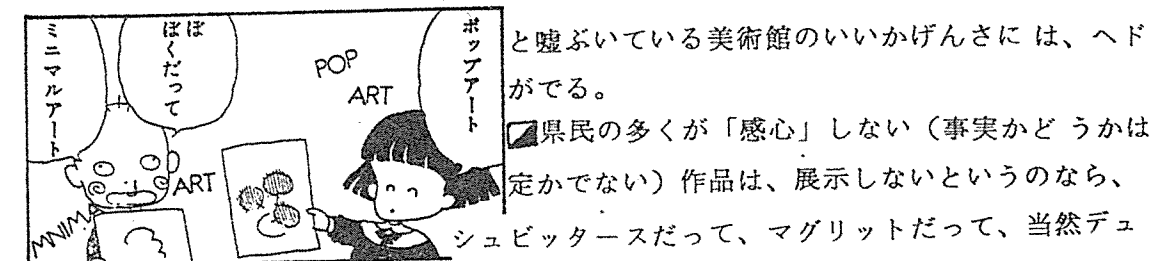 ポップアート
POP
ART
ぼ
ぼくだって
ミニマルアート
ART
MNIMA
と嘘ぶいている美術館のいいかげんさに は、ヘド
がでる。
県民の多くが「感心」しない（事実かど うかは
定かでない）作品は、展示しないというのなら、
シュビッタースだって、マグリットだって、当然デュ